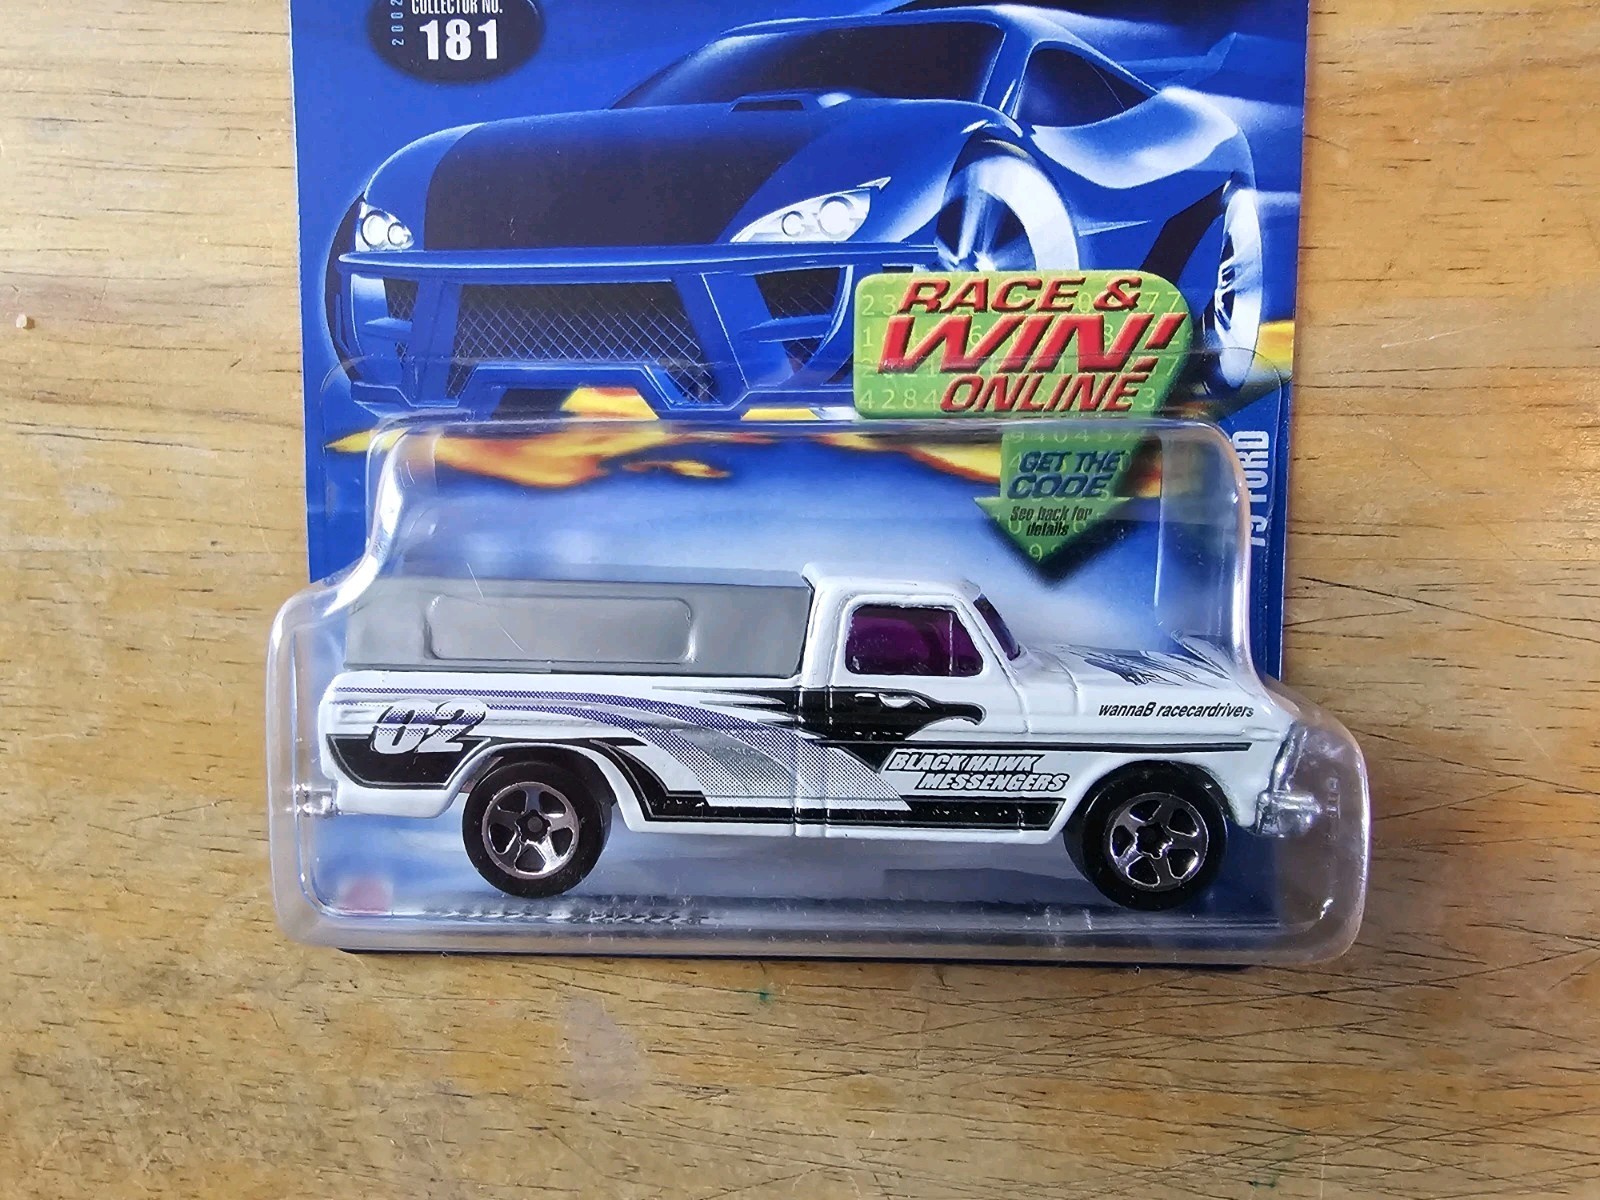 2002
COLLECTOR NO.
181
RACE &
WIN!
ONLINE
GET THE
CODE
See back for
details
79 FORD
wannaB racecardrivers
02
BLACK HAWK
MESSENGERS